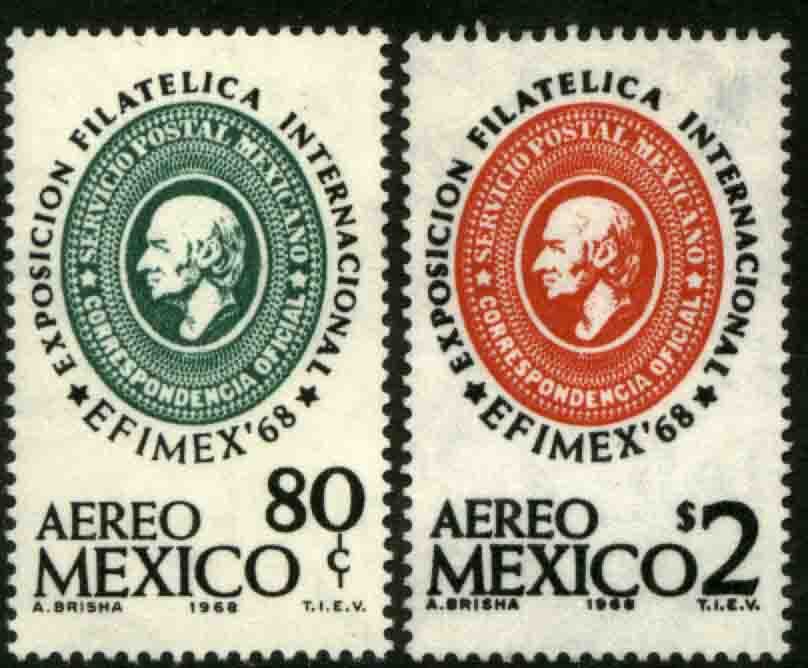 EXPOSICION FILATELICA INTERNACIONAL
★ EFIMEX'68 ★
SERVICIO POSTAL MEXICANO
★ CORRESPONDENCIA OFICIAL ★
AEREO 80¢
MEXICO
A. BRISHA 1968 T.I.E.V.
EXPOSICION FILATELICA INTERNACIONAL
★ EFIMEX'68 ★
SERVICIO POSTAL MEXICANO
★ CORRESPONDENCIA OFICIAL ★
AEREO $2
MEXICO
A. BRISHA 1968 T.I.E.V.